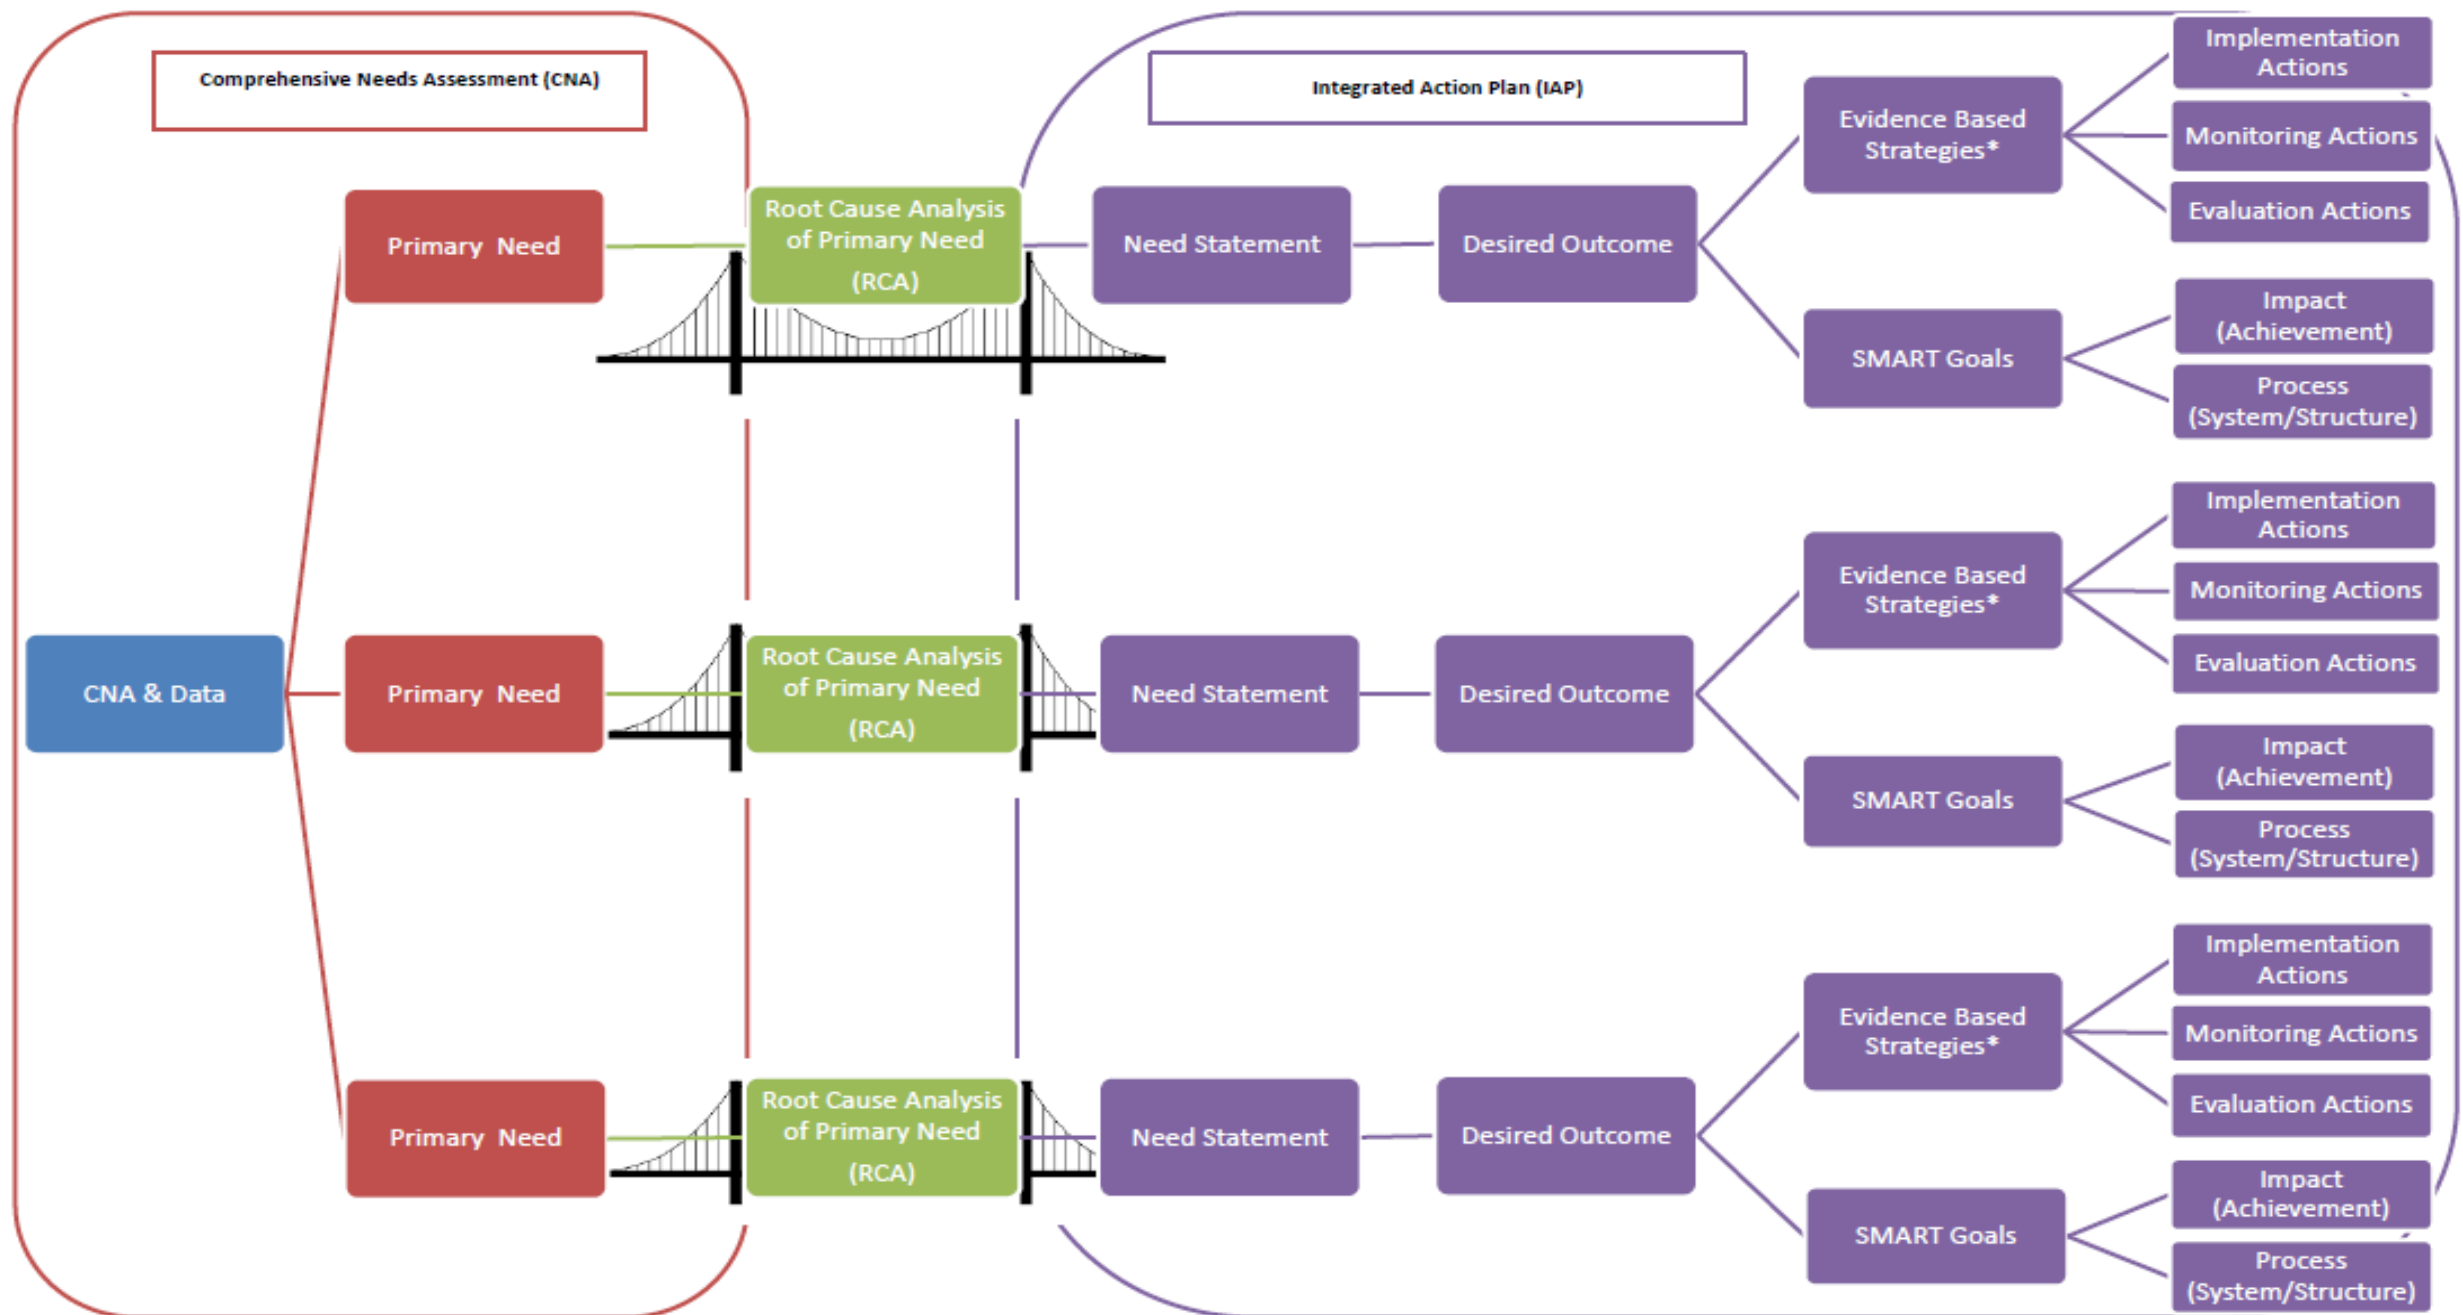 Comprehensive Needs Assessment (CNA)
Integrated Action Plan (IAP)
CNA & Data
Primary Need
Root Cause Analysis
of Primary Need
(RCA)
Need Statement
Desired Outcome
Evidence Based
Strategies*
Implementation
Actions
Monitoring Actions
Evaluation Actions
SMART Goals
Impact
(Achievement)
Process
(System/Structure)
Primary Need
Root Cause Analysis
of Primary Need
(RCA)
Need Statement
Desired Outcome
Evidence Based
Strategies*
Implementation
Actions
Monitoring Actions
Evaluation Actions
SMART Goals
Impact
(Achievement)
Process
(System/Structure)
Primary Need
Root Cause Analysis
of Primary Need
(RCA)
Need Statement
Desired Outcome
Evidence Based
Strategies*
Implementation
Actions
Monitoring Actions
Evaluation Actions
SMART Goals
Impact
(Achievement)
Process
(System/Structure)